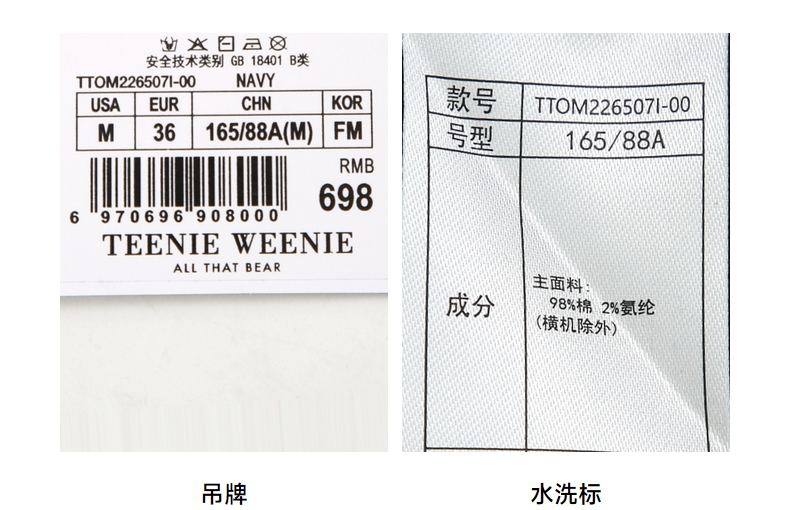 安全技术类别 GB 18401 B类
TTOM226507I-00 NAVY
USA EUR CHN KOR
M 36 165/88A(M) FM
RMB
698
6 970696 908000
TEENIE WEENIE
ALL THAT BEAR
吊牌
款号 TTOM226507I-00
号型 165/88A
成分
主面料:
98%棉 2%氨纶
(横机除外)
水洗标